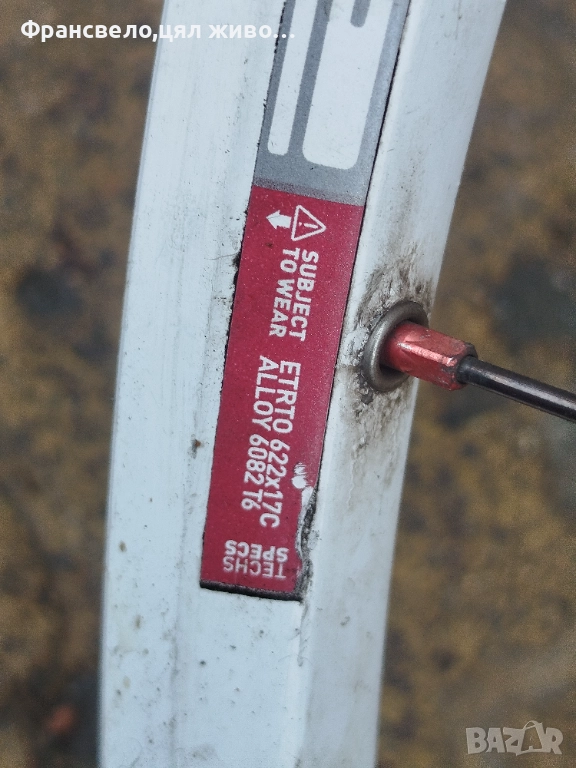 Франсвело,цял живо...
SUBJECT
TO WEAR
ETRTO 622x17C
ALLOY 6082 T6
TECHS
SPECS
BAZAR